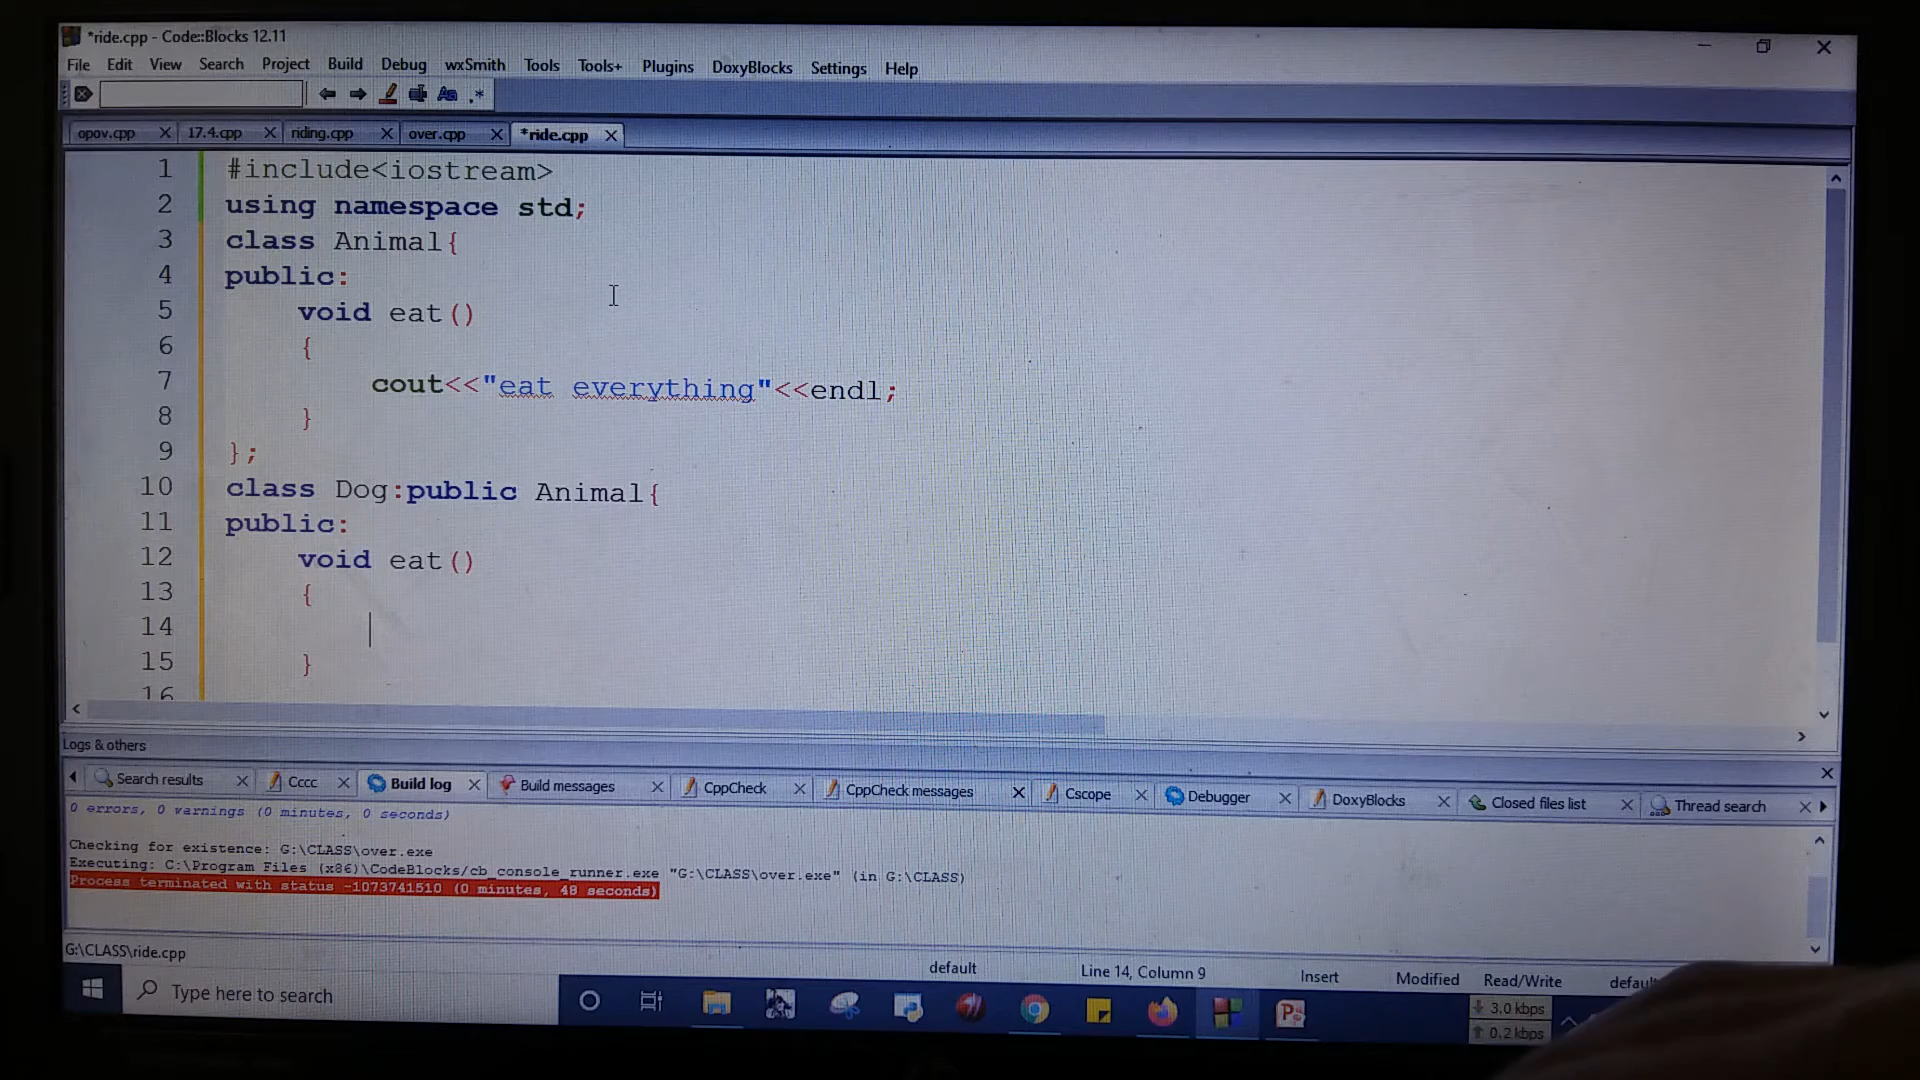 *ride.cpp - Code::Blocks 12.11
File Edit View Search Project Build Debug wxSmith Tools Tools+ Plugins DoxyBlocks Settings Help
opov.cpp 17.4.cpp riding.cpp over.cpp *ride.cpp
1 #include<iostream>
2 using namespace std;
3 class Animal{
4 public:
5 void eat()
6 {
7 cout<<"eat everything"<<endl;
8 }
9 };
10 class Dog:public Animal{
11 public:
12 void eat()
13 {
14
15 }
16
Logs & others
Search results Cccc Build log Build messages CppCheck CppCheck messages Cscope Debugger DoxyBlocks Closed files list Thread search
0 errors, 0 warnings (0 minutes, 0 seconds)
Checking for existence: G:\CLASS\over.exe
Executing: C:\Program Files (x86)\CodeBlocks/cb_console_runner.exe "G:\CLASS\over.exe" (in G:\CLASS)
Process terminated with status -1073741510 (0 minutes, 48 seconds)
G:\CLASS\ride.cpp default Line 14, Column 9 Insert Modified Read/Write
Type here to search
3.0 kbps
0.2 kbps